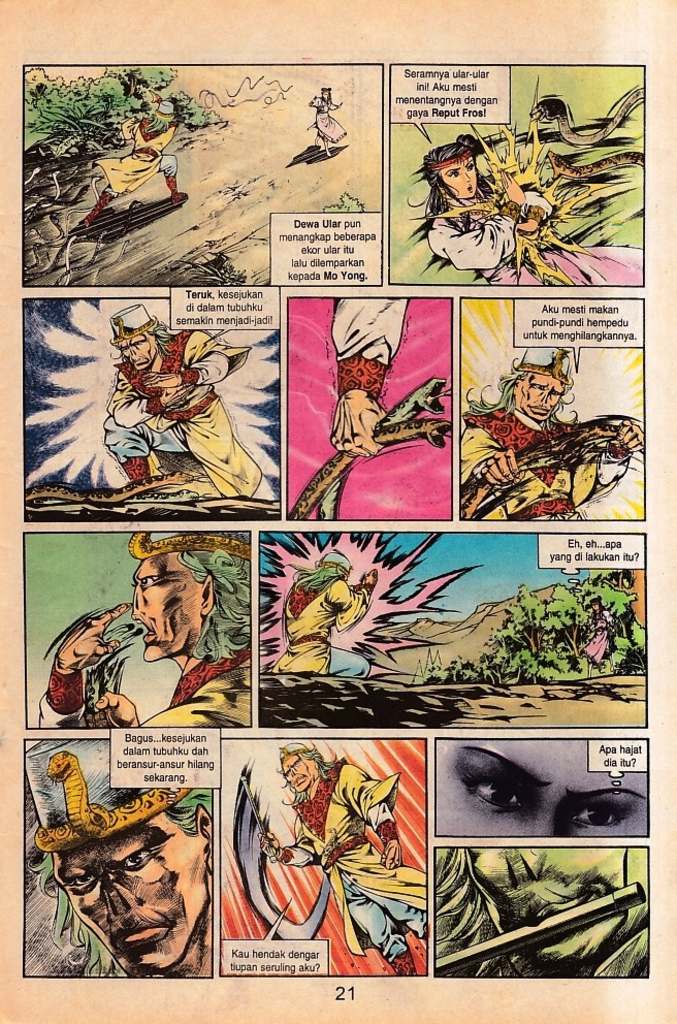 Dewa Ular pun
menangkap beberapa
ekor ular itu
lalu dilemparkan
kepada Mo Yong.
Seramnya ular-ular
ini! Aku mesti
menentangnya dengan
gaya Reput Fros!
Teruk, kesejukan
di dalam tubuhku
semakin menjadi-jadi!
Aku mesti makan
pundi-pundi hempedu
untuk menghilangkannya.
Eh, eh...apa
yang di lakukan itu?
Bagus...kesejukan
dalam tubuhku dah
beransur-ansur hilang
sekarang.
Kau hendak dengar
tiupan seruling aku?
Apa hajat
dia itu?
21